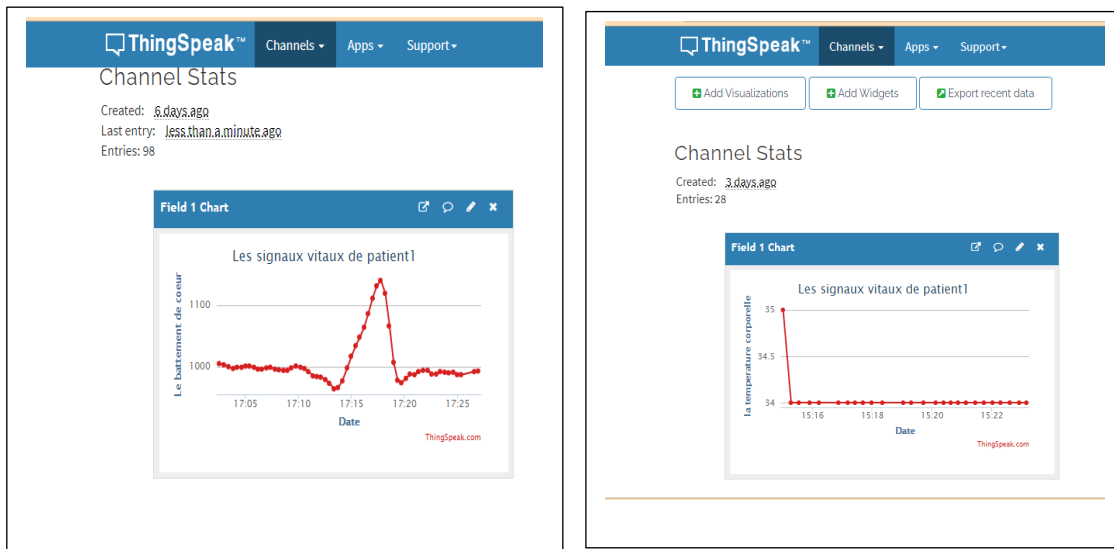 ThingSpeak™ Channels Apps Support
Channel Stats
Created: 6 days ago
Last entry: less than a minute ago
Entries: 98
Field 1 Chart
Les signaux vitaux de patient1
Le battement de coeur
1100
1000
17:05 17:10 17:15 17:20 17:25
Date
ThingSpeak.com
ThingSpeak™ Channels Apps Support
Add Visualizations Add Widgets Export recent data
Channel Stats
Created: 3 days ago
Entries: 28
Field 1 Chart
Les signaux vitaux de patient1
la temperature corporelle
35
34.5
34
15:16 15:18 15:20 15:22
Date
ThingSpeak.com